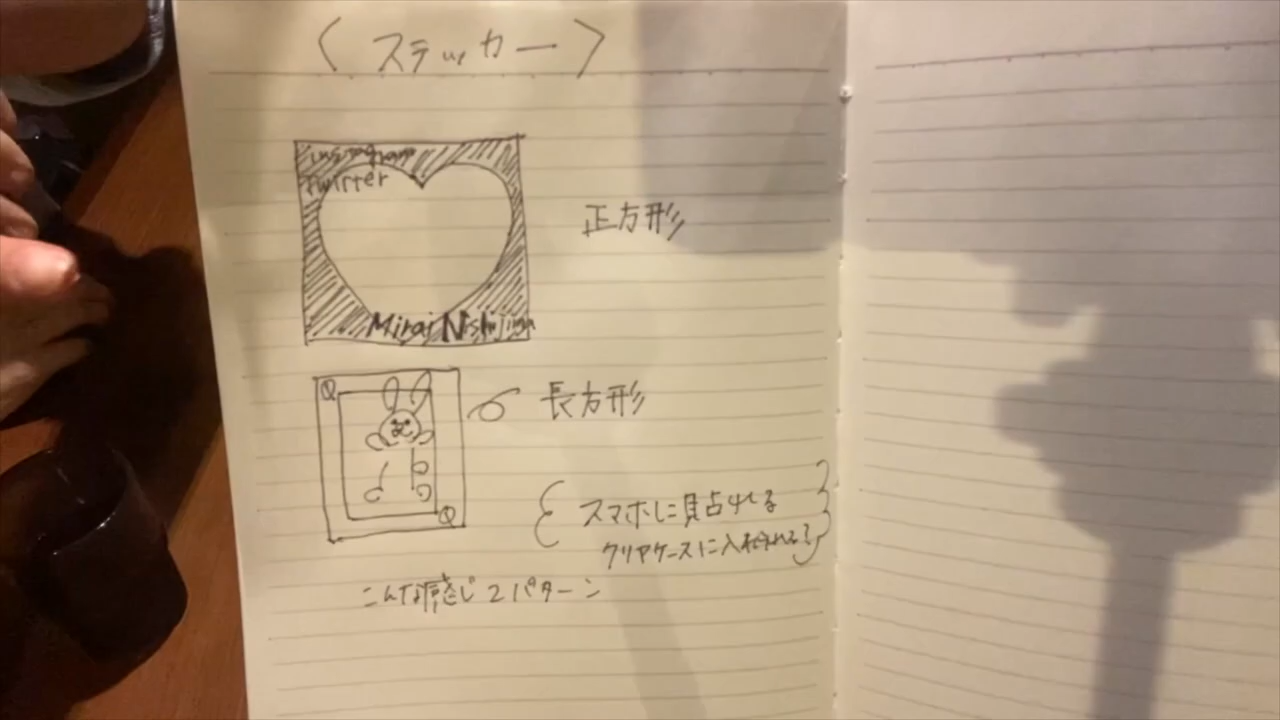 〈ステッカー〉
instagram
twitter
正方形
Mirai Nishijima
Q
長方形
Q
スマホに貼れる
クリアケースに入れられる?
こんな感じ2パターン